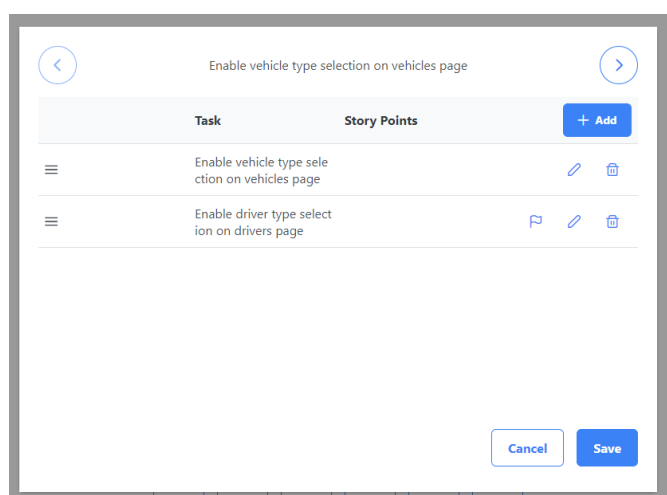 Enable vehicle type selection on vehicles page
Task Story Points + Add
Enable vehicle type sele
ction on vehicles page
Enable driver type select
ion on drivers page
Cancel Save